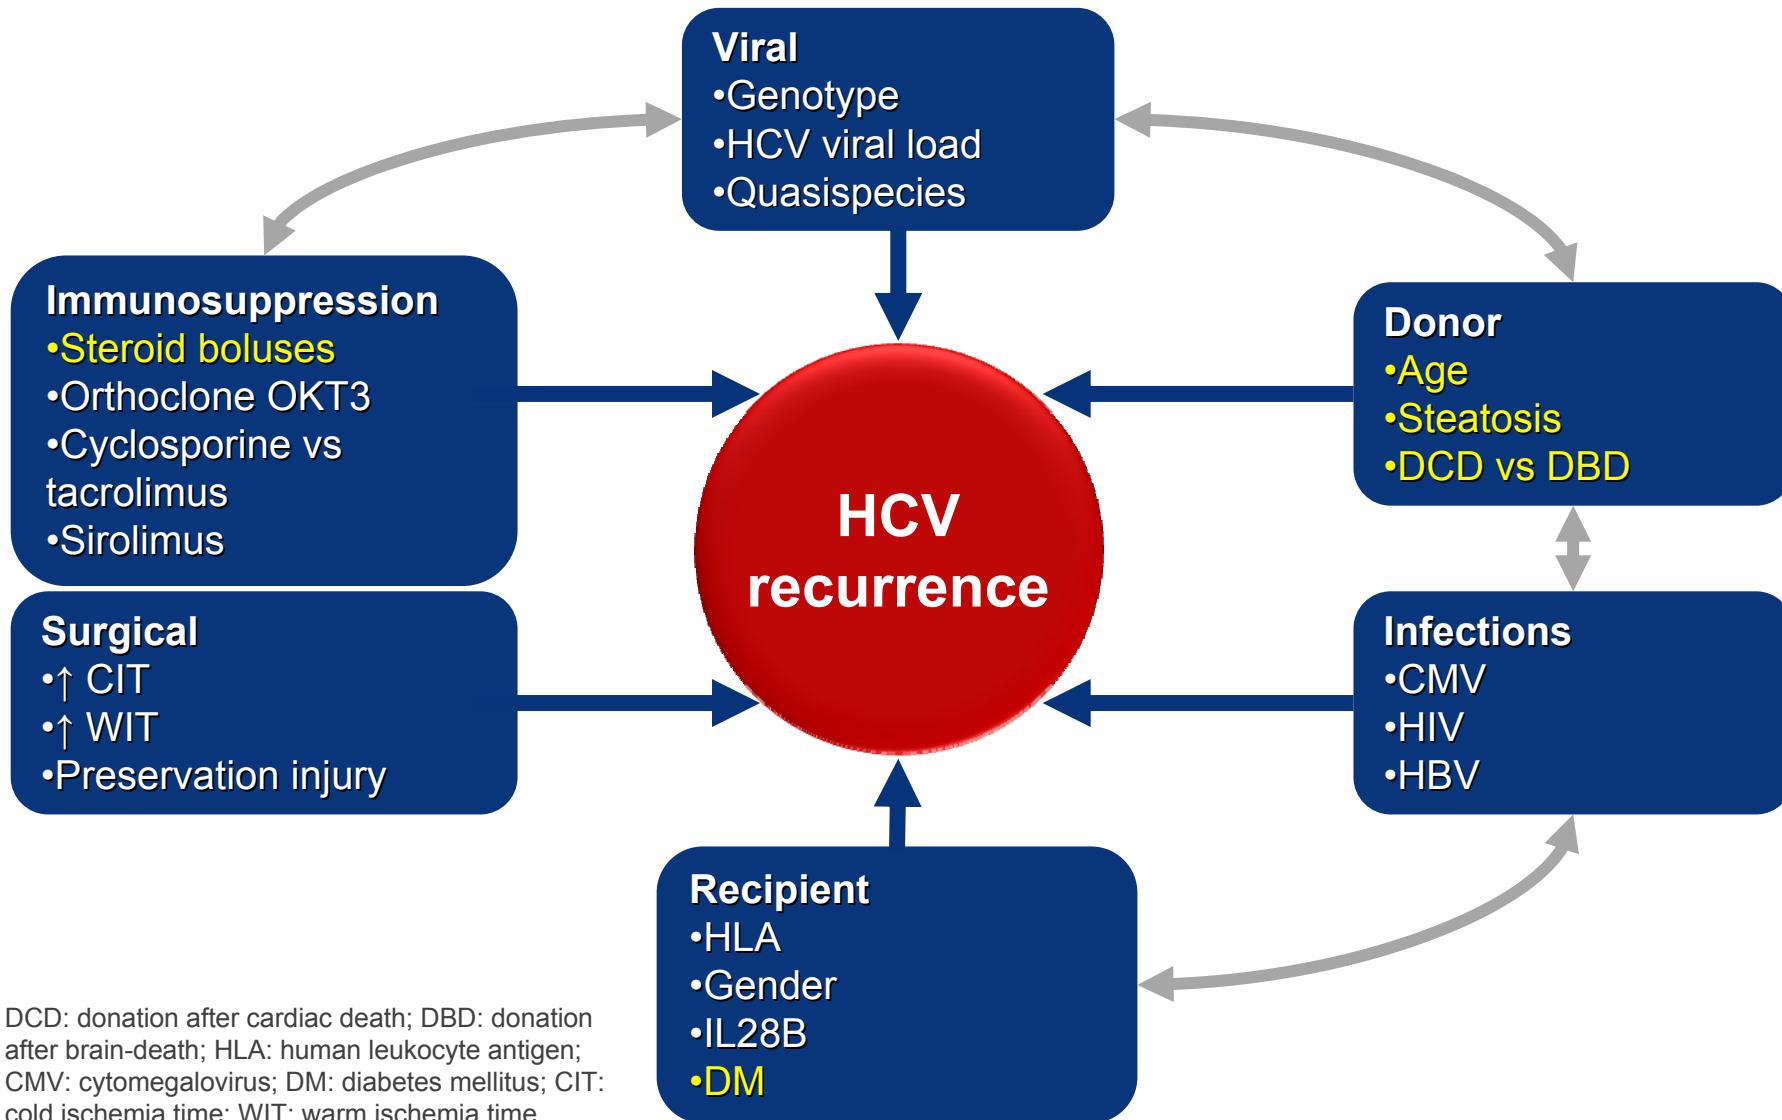 Viral
•Genotype
•HCV viral load
•Quasispecies
Immunosuppression
•Steroid boluses
•Orthoclone OKT3
•Cyclosporine vs
tacrolimus
•Sirolimus
Donor
•Age
•Steatosis
•DCD vs DBD
HCV
recurrence
Surgical
•↑ CIT
•↑ WIT
•Preservation injury
Infections
•CMV
•HIV
•HBV
Recipient
•HLA
•Gender
•IL28B
•DM
DCD: donation after cardiac death; DBD: donation
after brain-death; HLA: human leukocyte antigen;
CMV: cytomegalovirus; DM: diabetes mellitus; CIT:
cold ischemia time; WIT: warm ischemia time